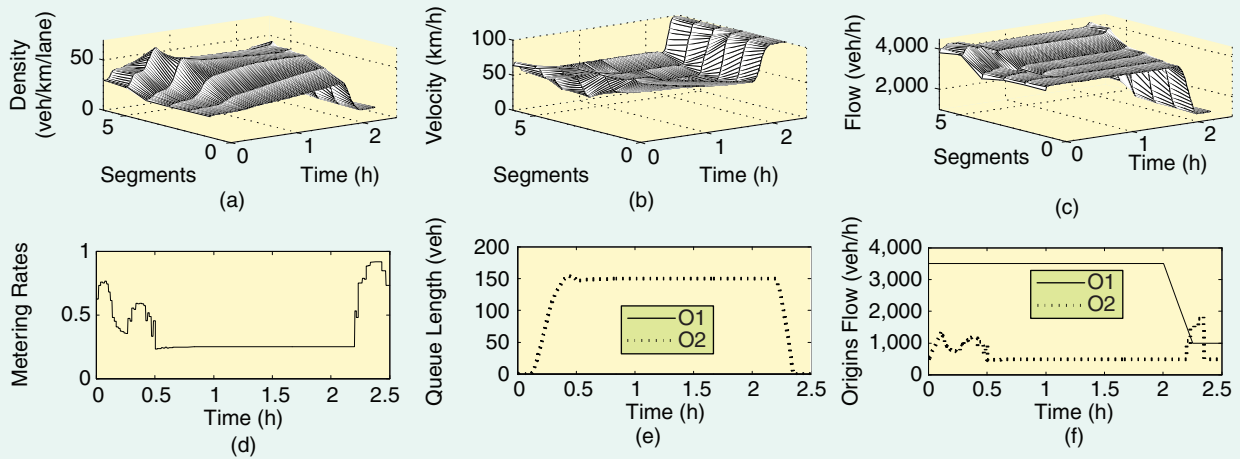 Density
(veh/km/lane)
50
0
5
0
0
1
2
Segments
Time (h)
(a)
Velocity (km/h)
100
50
0
5
0
0
1
2
Segments
Time (h)
(b)
Flow (veh/h)
4,000
2,000
5
0
0
1
2
Segments
Time (h)
(c)
Metering Rates
1
0.5
0
0
0.5
1
1.5
2
2.5
Time (h)
(d)
Queue Length (veh)
200
150
100
50
0
0
0.5
1
1.5
2
2.5
O1
O2
Time (h)
(e)
Origins Flow (veh/h)
4,000
3,000
2,000
1,000
0
0
0.5
1
1.5
2
2.5
O1
O2
Time (h)
(f)